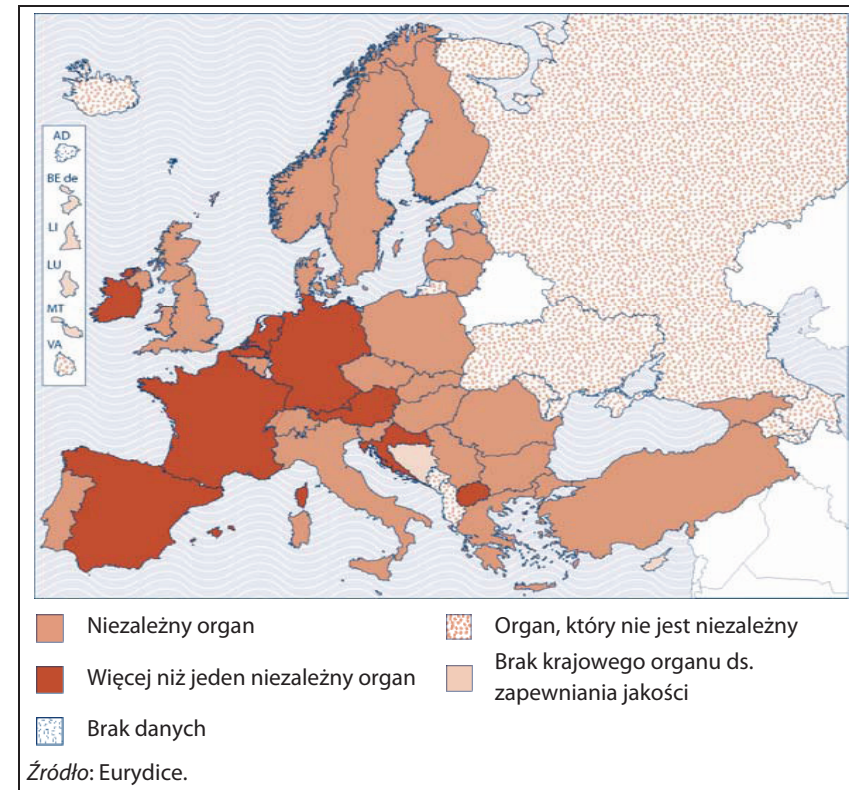 AD
BE de
LI
LU
MT
VA
Niezależny organ
Więcej niż jeden niezależny organ
Brak danych
Organ, który nie jest niezależny
Brak krajowego organu ds.
zapewniania jakości
Źródło: Eurydice.